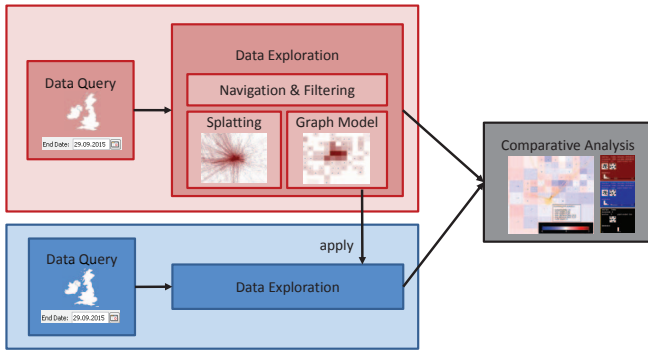 Data Exploration
Navigation & Filtering
Data Query
End Date: 29.09.2015
Splatting
Graph Model
Comparative Analysis
apply
Data Query
End Date: 29.09.2015
Data Exploration